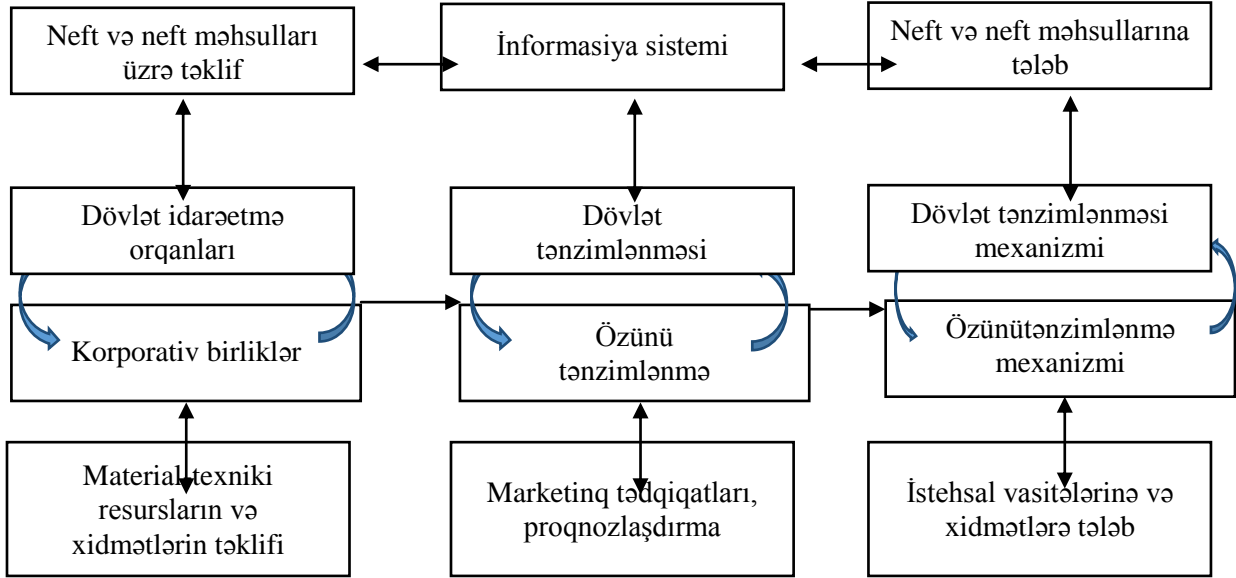 Neft və neft məhsulları
üzrə təklif
İnformasiya sistemi
Neft və neft məhsullarına
tələb
Dövlət idarəetmə
orqanları
Dövlət
tənzimlənməsi
Dövlət tənzimlənməsi
mexanizmi
Korporativ birliklər
Özünü
tənzimlənmə
Özünütənzimlənmə
mexanizmi
Material-texniki
resursların və
xidmətlərin təklifi
Marketinq tədqiqatları,
proqnozlaşdırma
İstehsal vasitələrinə və
xidmətlərə tələb